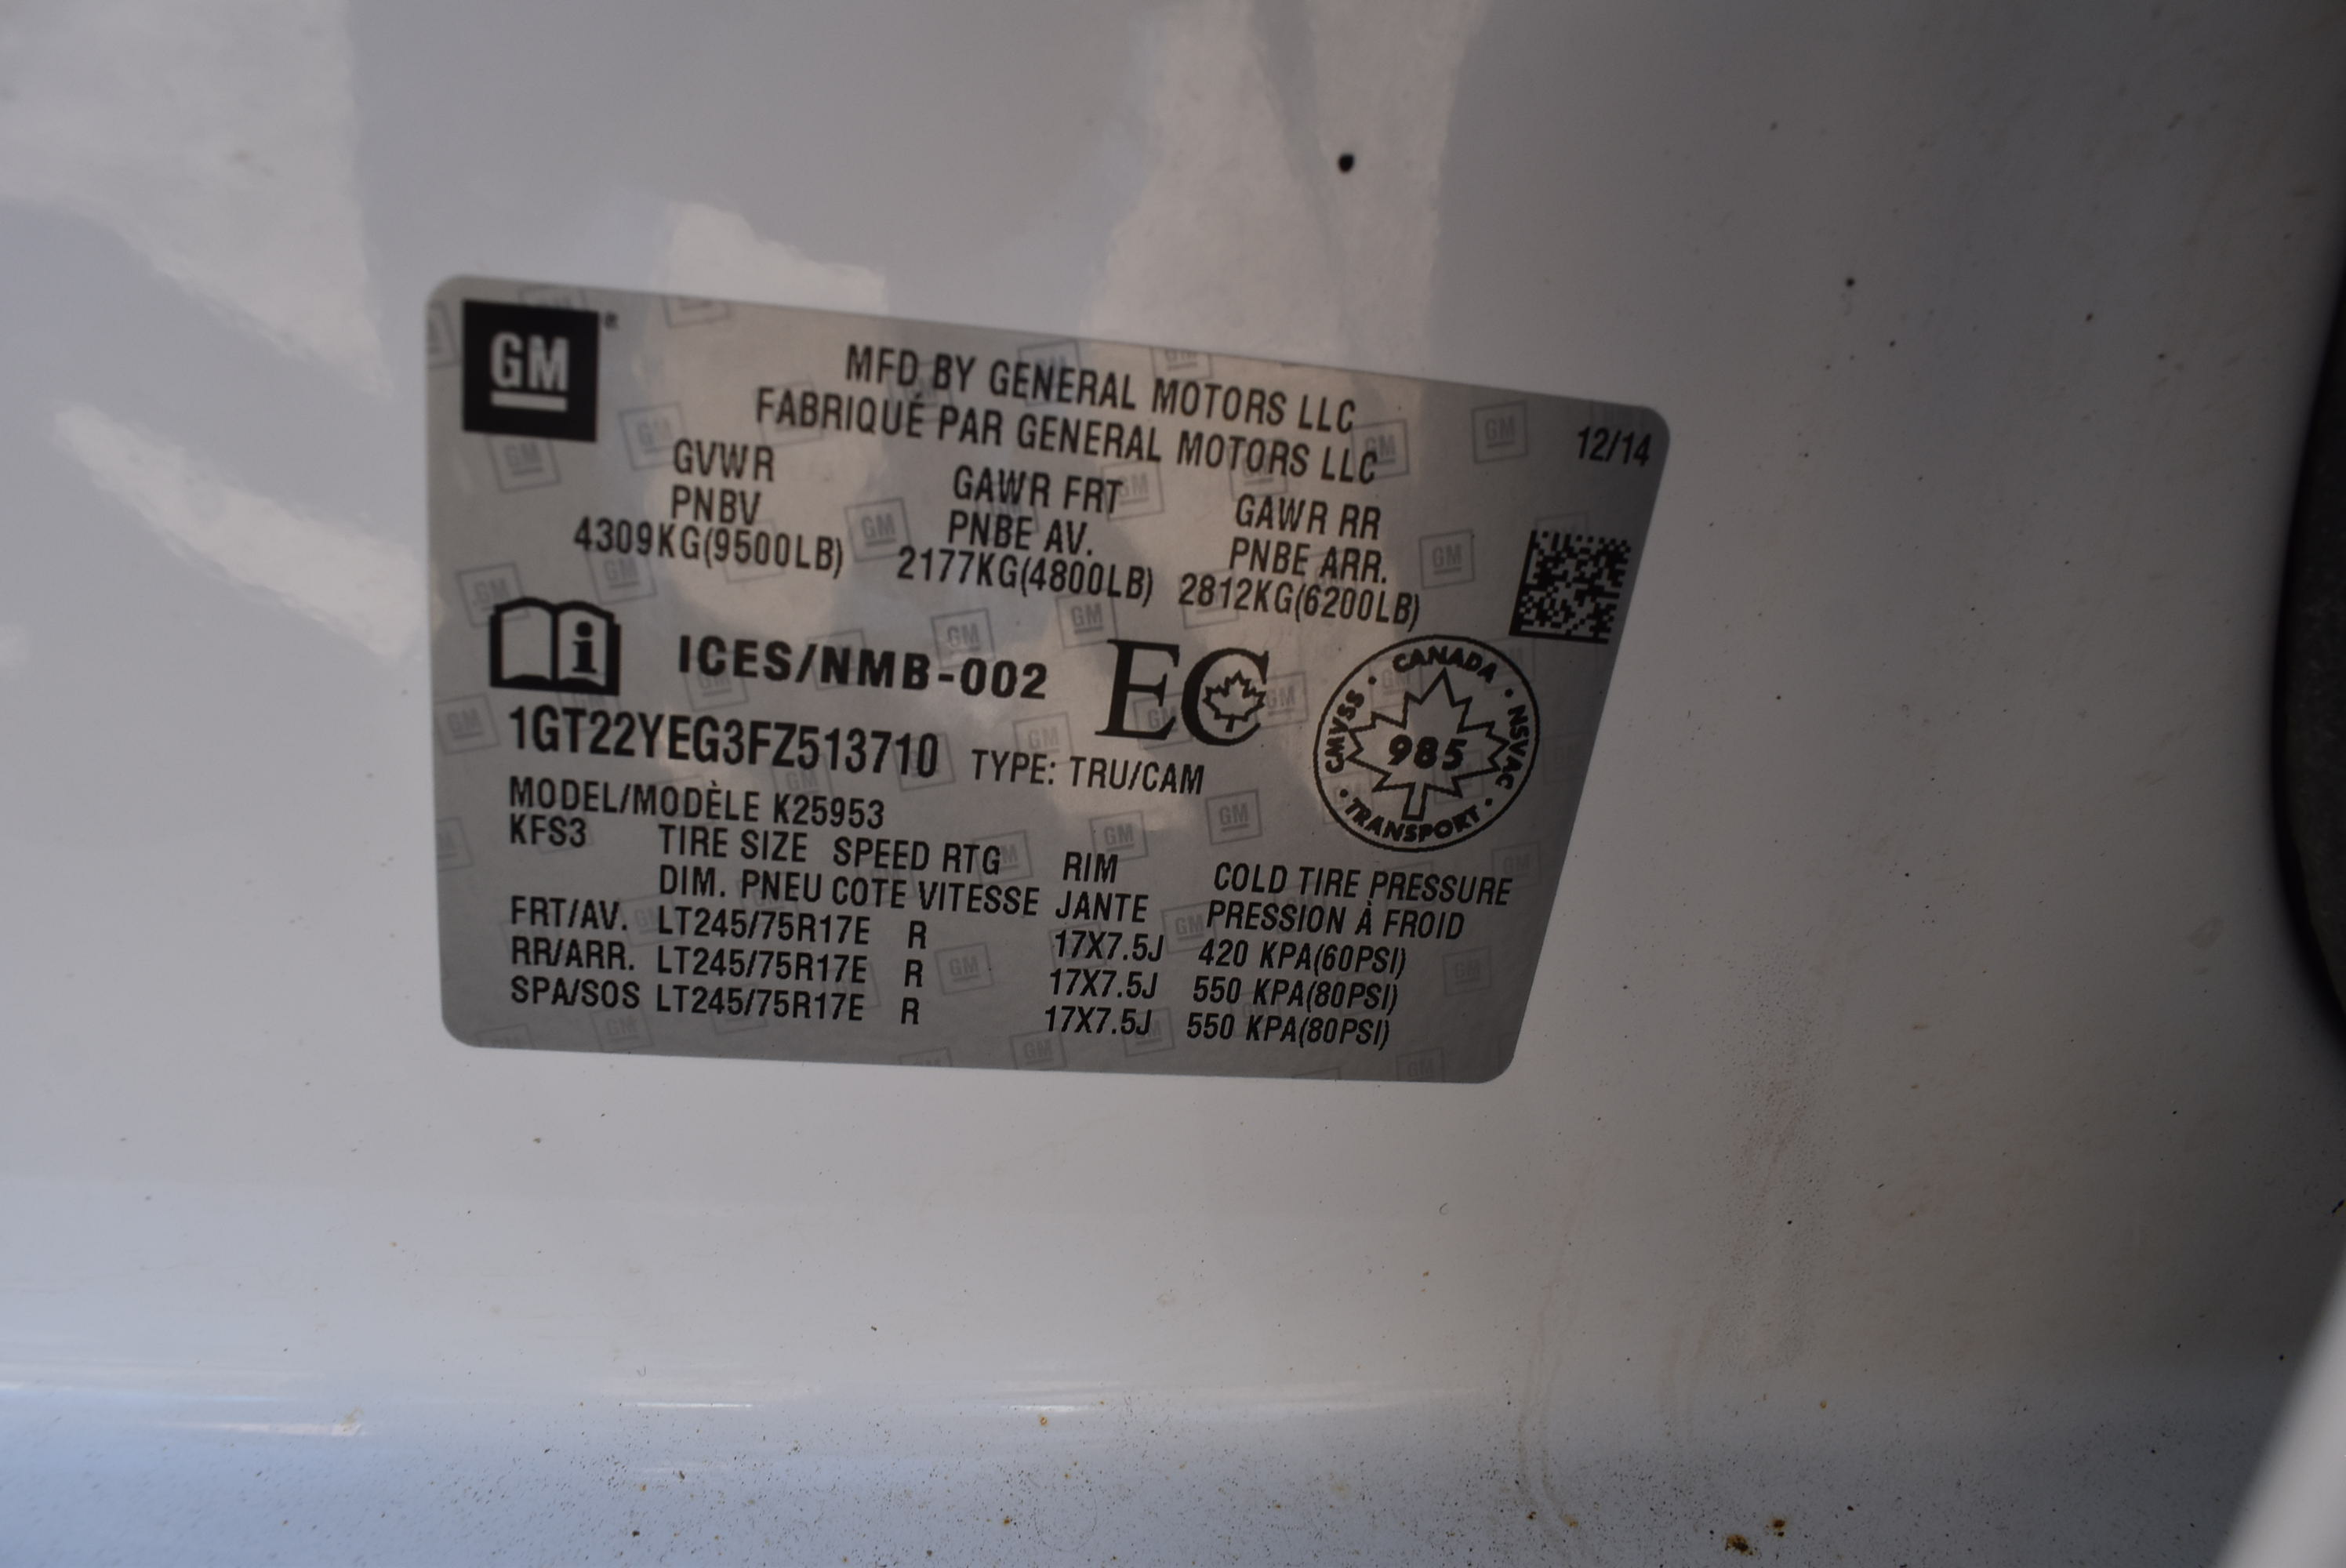 GM
MFD BY GENERAL MOTORS LLC
FABRIQUÉ PAR GENERAL MOTORS LLC
12/14
GVWR GAWR FRT GAWR RR
PNBV PNBE AV. PNBE ARR.
4309KG(9500LB) 2177KG(4800LB) 2812KG(6200LB)
ICES/NMB-002 EC
CANADA · NSVAC · TRANSPORT · CMVSS ·
985
1GT22YEG3FZ513710 TYPE: TRU/CAM
MODEL/MODÈLE K25953
KFS3 TIRE SIZE SPEED RTG RIM COLD TIRE PRESSURE
DIM. PNEU COTE VITESSE JANTE PRESSION À FROID
FRT/AV. LT245/75R17E R 17X7.5J 420 KPA(60PSI)
RR/ARR. LT245/75R17E R 17X7.5J 550 KPA(80PSI)
SPA/SOS LT245/75R17E R 17X7.5J 550 KPA(80PSI)